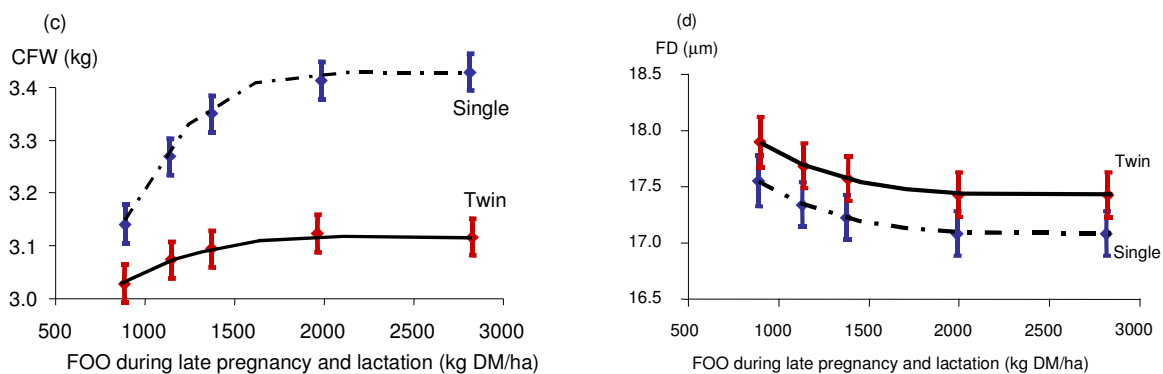 (c)
CFW (kg)
3.4
3.3
3.2
3.1
3.0
Single
Twin
500 1000 1500 2000 2500 3000
FOO during late pregnancy and lactation (kg DM/ha)
(d)
FD (μm)
18.5
18.0
17.5
17.0
16.5
Twin
Single
500 1000 1500 2000 2500 3000
FOO during late pregnancy and lactation (kg DM/ha)